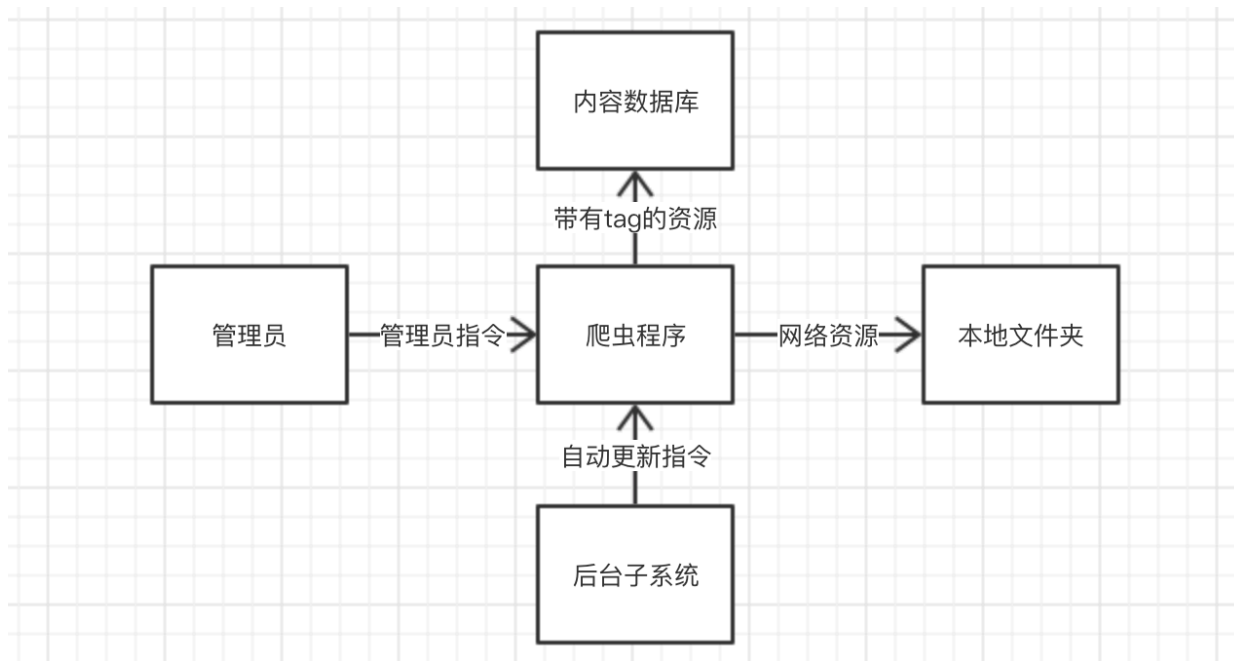 内容数据库
带有tag的资源
管理员
管理员指令
爬虫程序
网络资源
本地文件夹
自动更新指令
后台子系统